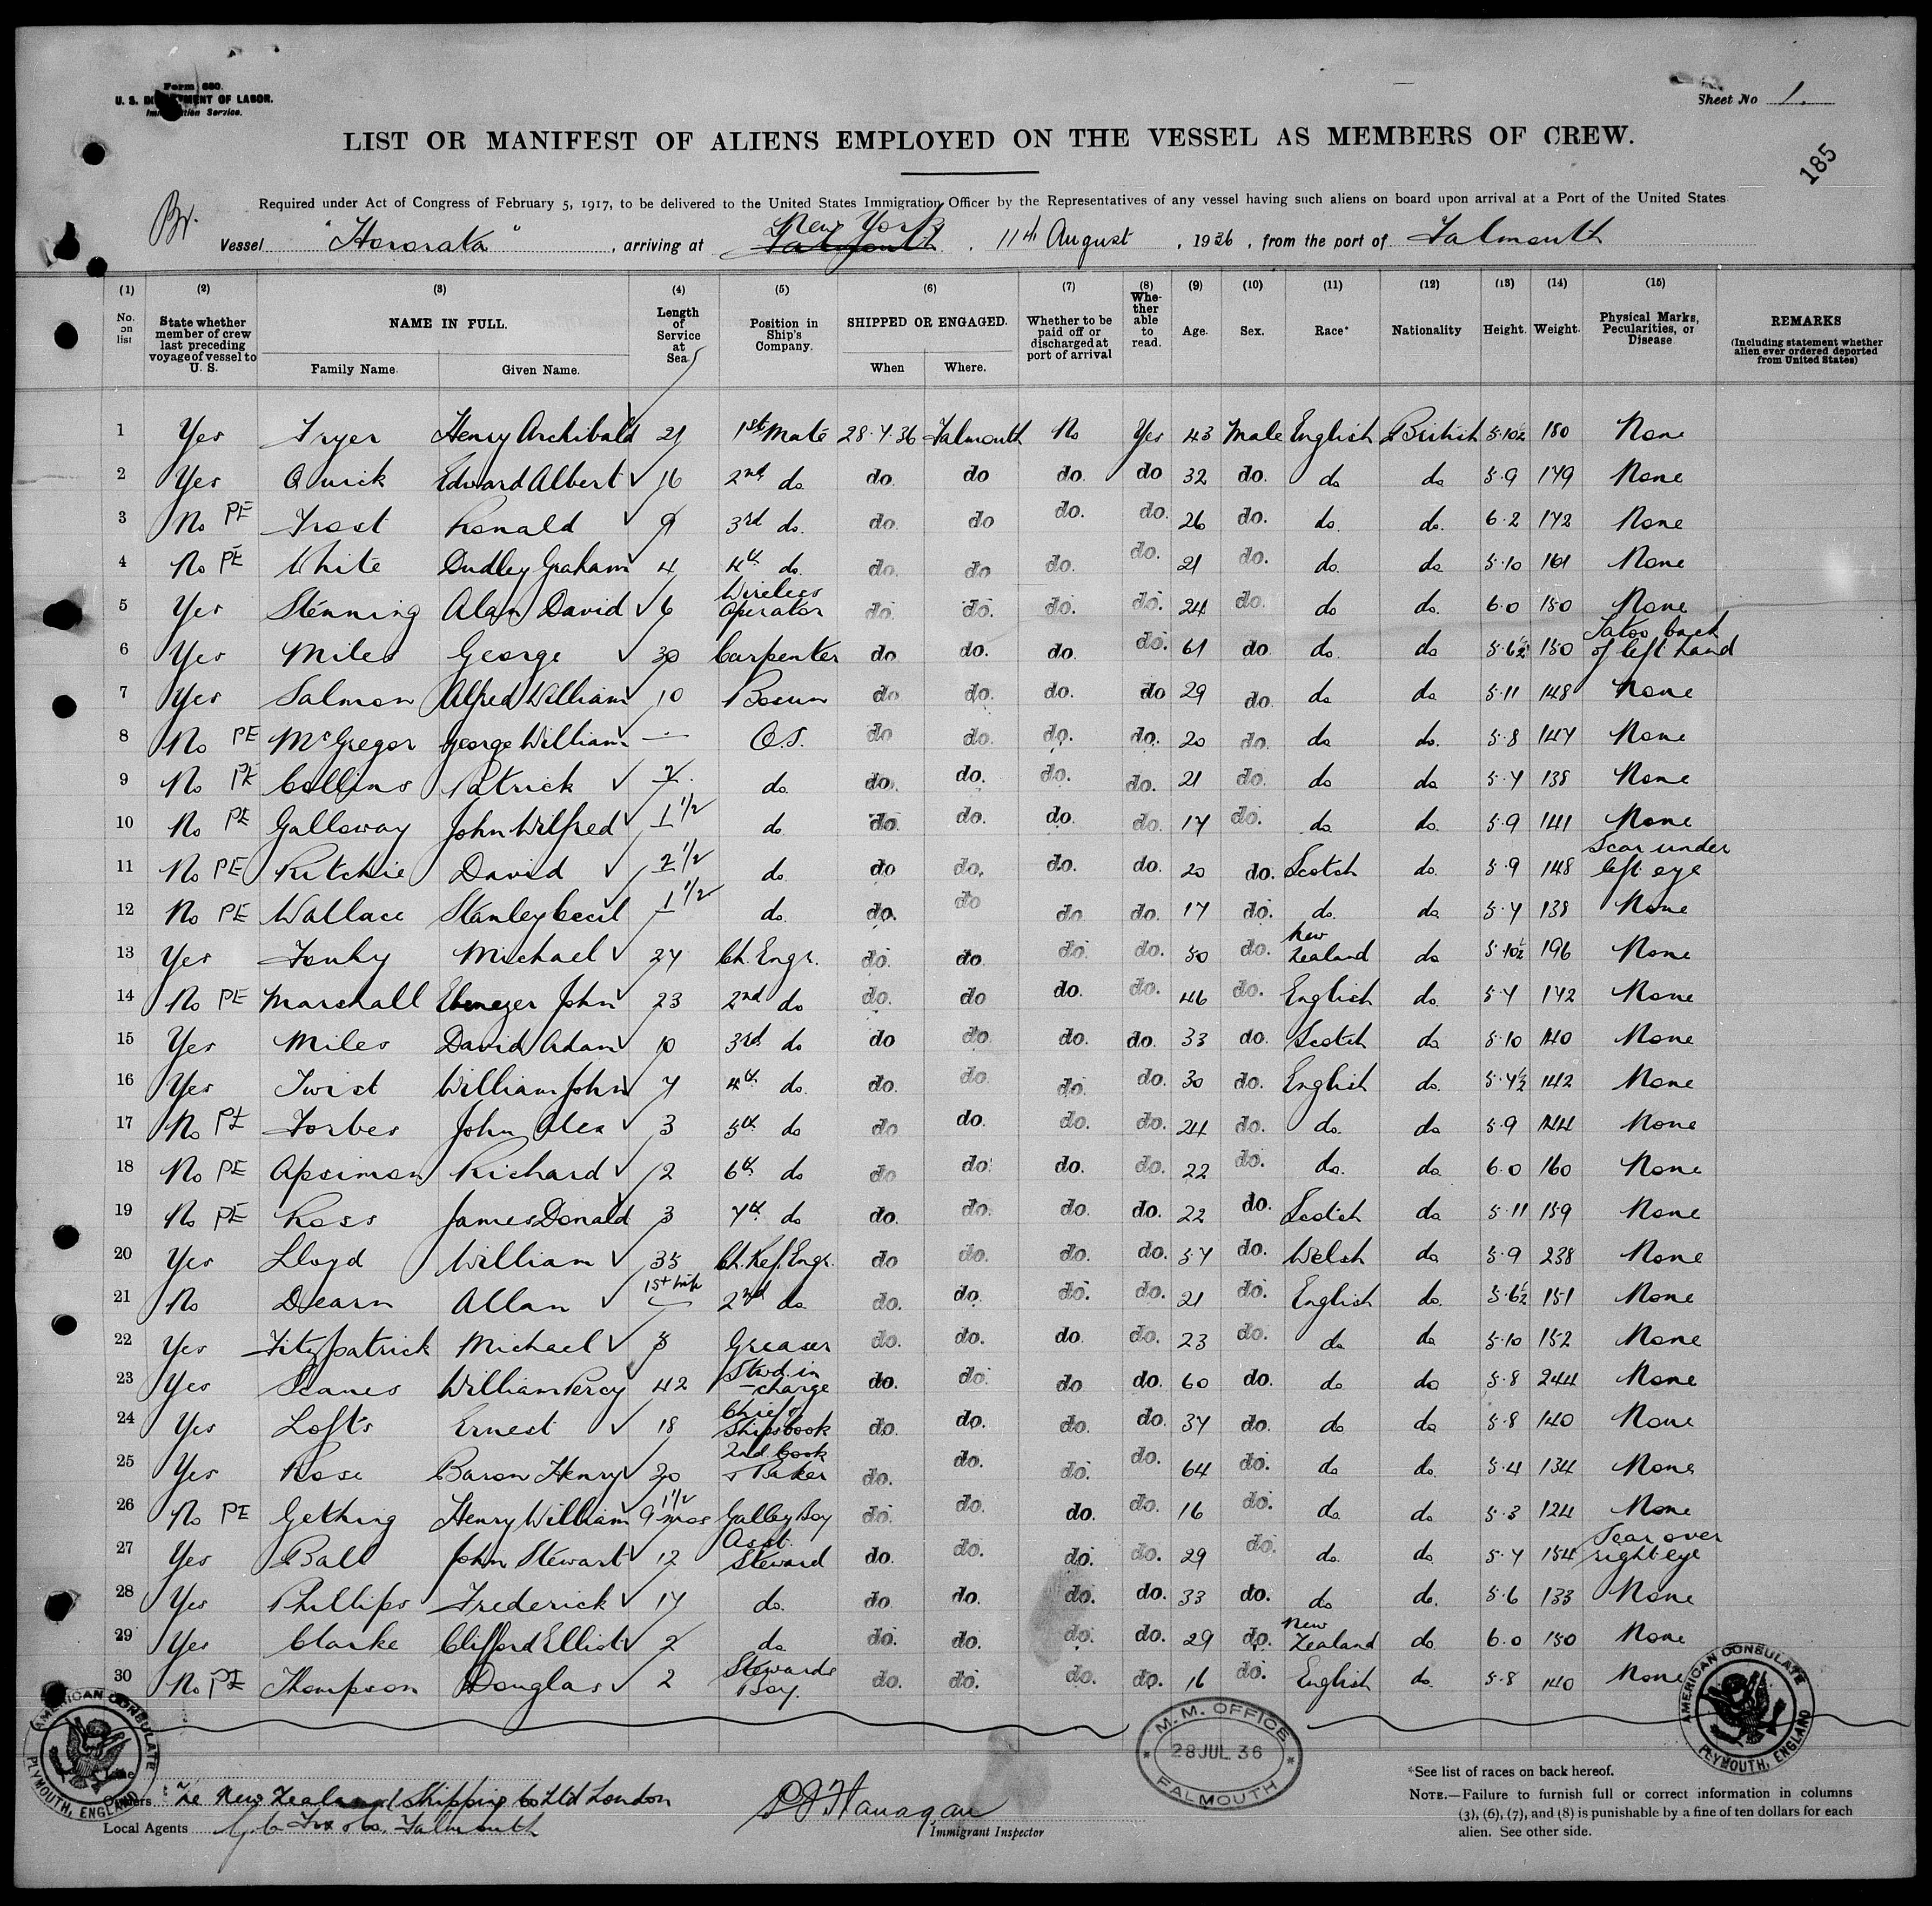 Form 680.
U. S. DEPARTMENT OF LABOR.
Immigration Service.
Sheet No 1.
LIST OR MANIFEST OF ALIENS EMPLOYED ON THE VESSEL AS MEMBERS OF CREW.
185
Required under Act of Congress of February 5, 1917, to be delivered to the United States Immigration Officer by the Representatives of any vessel having such aliens on board upon arrival at a Port of the United States
Br.
Vessel "Hororata", arriving at New York, 11th August, 1936, from the port of Falmouth
(1) (2) (3) (4) (5) (6) (7) (8) (9) (10) (11) (12) (13) (14) (15)
No. on list
State whether member of crew last preceding voyage of vessel to U. S.
NAME IN FULL.
Family Name. Given Name.
Length of Service at Sea
Position in Ship's Company.
SHIPPED OR ENGAGED.
When Where.
Whether to be paid off or discharged at port of arrival
Whether able to read.
Age. Sex. Race* Nationality Height. Weight.
Physical Marks, Pecularities, or Disease
REMARKS
(Including statement whether alien ever ordered deported from United States)
1 Yes Fryer Henry Archibald 21 1st Mate 28.7.36 Falmouth No Yes 43 Male English British 5.10½ 180 None
2 Yes Quick Edward Albert ✓ 16 2nd do. do. do do. do 32 do. do do 5.9 179 None
3 No PE Frost Ronald ✓ 9 3rd do. do. do do. do. 26 do. do. do. 6.2 172 None
4 No PE White Dudley Graham 4 4th do. do. do do. do. 21 do. do. do 5.10 161 None
5 Yes Stenning Alan David ✓ 6 Wireless Operator do. do. do. do. 24 do. do do. 6.0 150 None
6 Yes Miles George ✓ 30 Carpenter do do. do. do. 61 do do. do 5.6½ 150 Tatoo back of left hand
7 Yes Salmon Alfred William 10 Bosun do do. do. do 29 do. do do 5.11 148 None
8 No PE McGregor George William — O.S. do do. do. do. 20 do. do do. 5.8 147 None
9 No PE Collins Patrick ✓ 2. do. do. do. do. do. 21 do. do do 5.7 138 None
10 No PE Galloway John Wilfred ✓ 1½ do do. do. do. do. 17 do. do do. 5.9 141 None
11 No PE Ritchie David ✓ 2½ do. do do. do. do. 20 do. Scotch do. 5.9 148 Scar under left eye
12 No PE Wallace Stanley Cecil 1½ do. do. do do do. 17 do. do. do 5.7 138 None
13 Yes Michael ✓ 27 Ch. Engr. do. do do. do. 50 do. New Zealand do 5.10½ 196 None
14 No PE Marshall Ebenezer John ✓ 23 2nd do do. do do. do. 46 do. English do. 5.7 172 None
15 Yes Miles David Adam ✓ 10 3rd do do do do. do. 33 do. Scotch do 5.10 140 None
16 Yes Twist William John ✓ 7 4th do. do. do. do. do. 30 do. English do. 5.7½ 142 None
17 No PE Forbes John Alex ✓ 3 5th do do do. do. do. 24 do. do. do 5.9 144 None
18 No PE Apsimon Richard ✓ 2 6th do do do. do. do. 22 do. do. do 6.0 160 None
19 No PE Ross James Donald 3 7th do do. do. do. do. 22 do. Scotch do 5.11 159 None
20 Yes Lloyd William ✓ 35 Ch. Ref. Engr. do do. do. do. 57 do. Welsh do 5.9 238 None
21 No Dearn Allan ✓ 1st trip 2nd do do. do. do. do. 21 do. English do. 5.6½ 151 None
22 Yes Fitzpatrick Michael ✓ Greaser do. do. do. do. 23 do. do do 5.10 152 None
23 Yes Scanes William Percy 42 Stwd. in -charge do. do. do do. 60 do. do do 5.8 244 None
24 Yes Lofts Ernest ✓ 18 Chief & Ships Cook do. do. do. do. 37 do. do do 5.8 140 None
25 Yes Rose Baron Henry ✓ 30 2nd Cook & Baker do. do. do. do. 64 do. do do. 5.4 134 None
26 No PE Gething Henry William 9 mos 1½ Galley Boy do. do. do. do. 16 do. do. do. 5.3 124 None
27 Yes Ball John Stewart ✓ 12 Asst. Steward do. do. do. do. 29 do. do. do 5.7 154 Scar over right eye
28 Yes Phillips Frederick ✓ 17 do. do. do. do. do. 33 do. do do. 5.6 133 None
29 Yes Clarke Clifford Elliot ✓ 2 do do. do. do. do. 29 do. New Zealand do 6.0 150 None
30 No PE Thompson Douglas ✓ 2 Stewards Boy. do. do. do. do. 16 do. English do. 5.8 140 None
AMERICAN CONSULATE
PLYMOUTH, ENGLAND
M. M. OFFICE
28 JUL 36
FALMOUTH
AMERICAN CONSULATE
PLYMOUTH, ENGLAND
Owners The New Zealand Shipping Co Ltd London
Local Agents G. C. Fox & Co. Falmouth
Flanagan
Immigrant Inspector
*See list of races on back hereof.
NOTE.—Failure to furnish full or correct information in columns
(3), (6), (7), and (8) is punishable by a fine of ten dollars for each
alien. See other side.